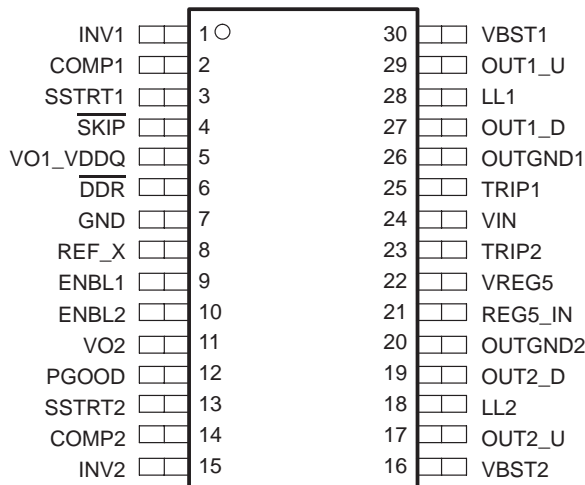 INV1 1 30 VBST1
COMP1 2 29 OUT1_U
SSTRT1 3 28 LL1
SKIP 4 27 OUT1_D
VO1_VDDQ 5 26 OUTGND1
DDR 6 25 TRIP1
GND 7 24 VIN
REF_X 8 23 TRIP2
ENBL1 9 22 VREG5
ENBL2 10 21 REG5_IN
VO2 11 20 OUTGND2
PGOOD 12 19 OUT2_D
SSTRT2 13 18 LL2
COMP2 14 17 OUT2_U
INV2 15 16 VBST2